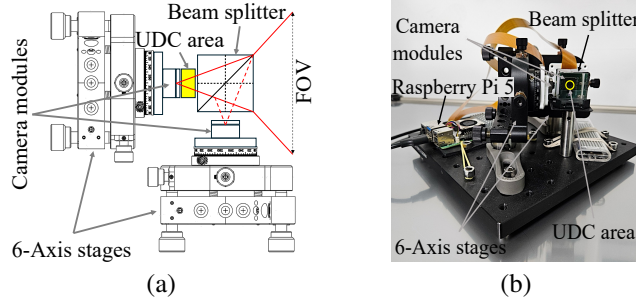 Beam splitter
UDC area
Camera modules
FOV
6-Axis stages
(a)
Camera
modules
Beam splitter
Raspberry Pi 5
6-Axis stages
UDC area
(b)